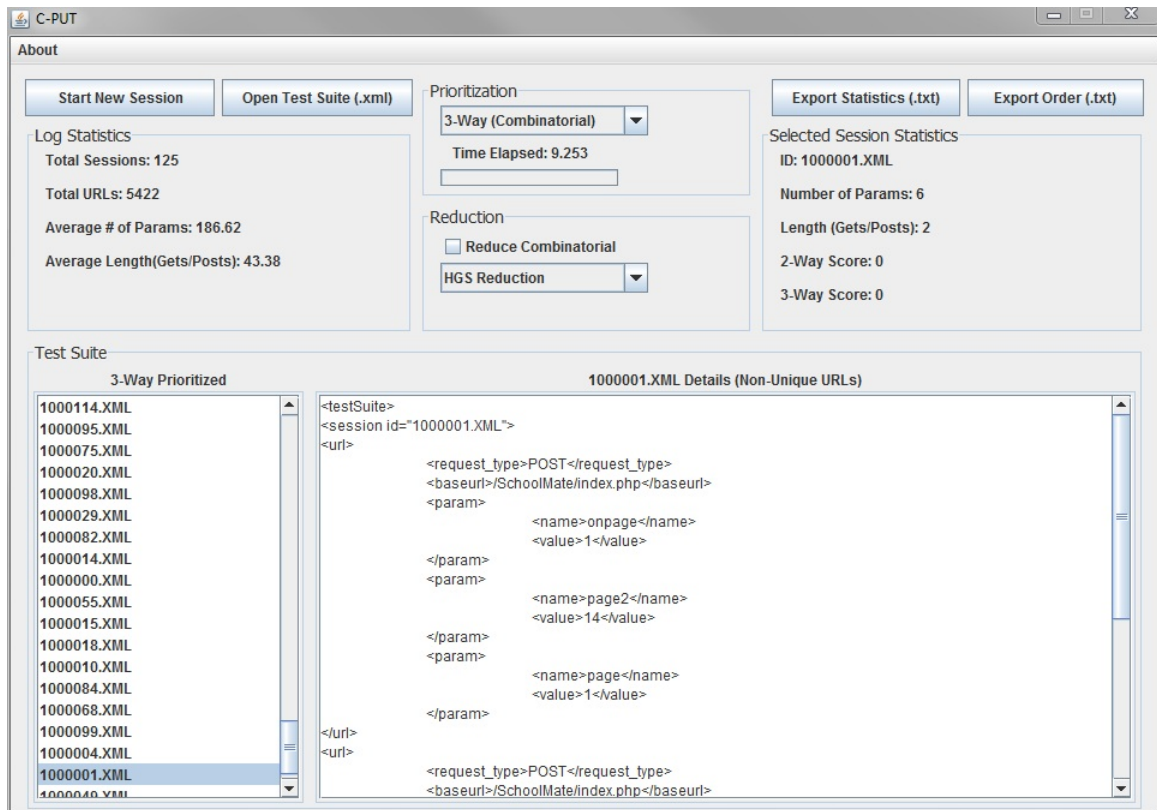 C-PUT
About
Start New Session
Open Test Suite (.xml)
Prioritization
3-Way (Combinatorial)
Time Elapsed: 9.253
Export Statistics (.txt)
Export Order (.txt)
Log Statistics
Total Sessions: 125
Total URLs: 5422
Average # of Params: 186.62
Average Length(Gets/Posts): 43.38
Reduction
Reduce Combinatorial
HGS Reduction
Selected Session Statistics
ID: 1000001.XML
Number of Params: 6
Length (Gets/Posts): 2
2-Way Score: 0
3-Way Score: 0
Test Suite
3-Way Prioritized
1000114.XML
1000095.XML
1000075.XML
1000020.XML
1000098.XML
1000029.XML
1000082.XML
1000014.XML
1000000.XML
1000055.XML
1000015.XML
1000018.XML
1000010.XML
1000084.XML
1000068.XML
1000099.XML
1000004.XML
1000001.XML
1000049.XML
1000001.XML Details (Non-Unique URLs)
<testSuite>
<session id="1000001.XML">
<url>
<request_type>POST</request_type>
<baseurl>/SchoolMate/index.php</baseurl>
<param>
<name>onpage</name>
<value>1</value>
</param>
<param>
<name>page2</name>
<value>14</value>
</param>
<param>
<name>page</name>
<value>1</value>
</param>
</url>
<url>
<request_type>POST</request_type>
<baseurl>/SchoolMate/index.php</baseurl>